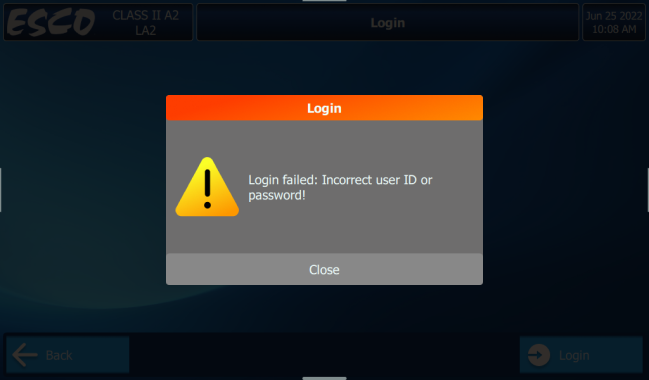 ESCO
CLASS II A2
LA2
Login
Jun 25 2022
10:08 AM
Login
Login failed: Incorrect user ID or
password!
Close
Back
Login